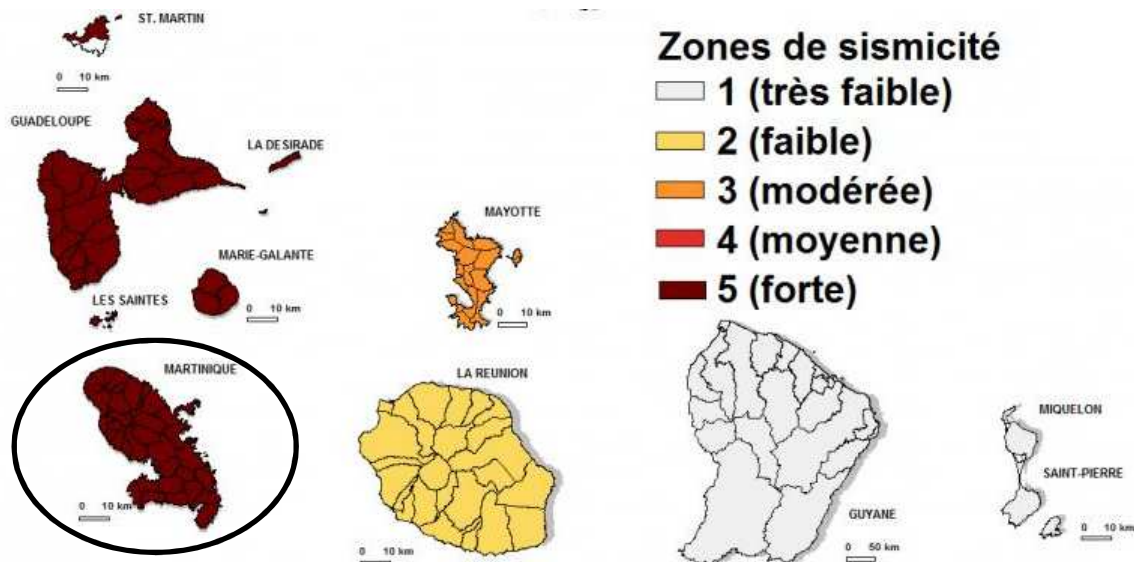 ST. MARTIN
0 10 km
GUADELOUPE
LA DESIRADE
MARIE-GALANTE
0 10 km
LES SAINTES
MAYOTTE
0 10 km
Zones de sismicité
1 (très faible)
2 (faible)
3 (modérée)
4 (moyenne)
5 (forte)
MARTINIQUE
0 10 km
LA REUNION
0 10 km
GUYANE
0 50 km
MIQUELON
SAINT-PIERRE
0 10 km